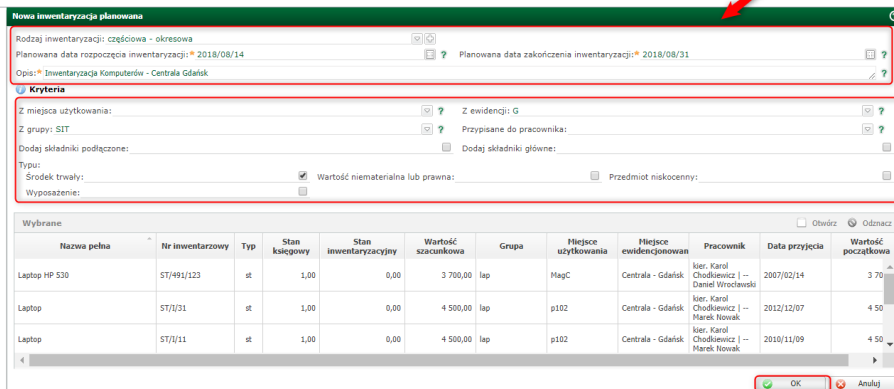 Nowa inwentaryzacja planowana
Rodzaj inwentaryzacji: częściowa - okresowa
Planowana data rozpoczęcia inwentaryzacji:* 2018/08/14 ? Planowana data zakończenia inwentaryzacji:* 2018/08/31 ?
Opis:* Inwentaryzacja Komputerów - Centrala Gdańsk ?
Kryteria
Z miejsca użytkowania: ? Z ewidencji: G ?
Z grupy: SIT ? Przypisane do pracownika: ?
Dodaj składniki podłączone: Dodaj składniki główne:
Typu:
Środek trwały: Wartość niematerialna lub prawna: Przedmiot niskocenny:
Wyposażenie:
Wybrane Otwórz Odznacz
Nazwa pełna Nr inwentarzowy Typ Stan księgowy Stan inwentaryzacyjny Wartość szacunkowa Grupa Miejsce użytkowania Miejsce ewidencjonowan Pracownik Data przyjęcia Wartość początkowa
Laptop HP 530 ST/491/123 st 1,00 0,00 3 700,00 lap MagC Centrala - Gdańsk kier. Karol Chodkiewicz | -- Daniel Wrocławski 2007/02/14 3 70
Laptop ST/I/31 st 1,00 0,00 4 500,00 lap p102 Centrala - Gdańsk kier. Karol Chodkiewicz | -- Marek Nowak 2012/12/07 4 50
Laptop ST/I/11 st 1,00 0,00 4 500,00 lap p102 Centrala - Gdańsk kier. Karol Chodkiewicz | -- Marek Nowak 2010/11/09 4 50
OK Anuluj